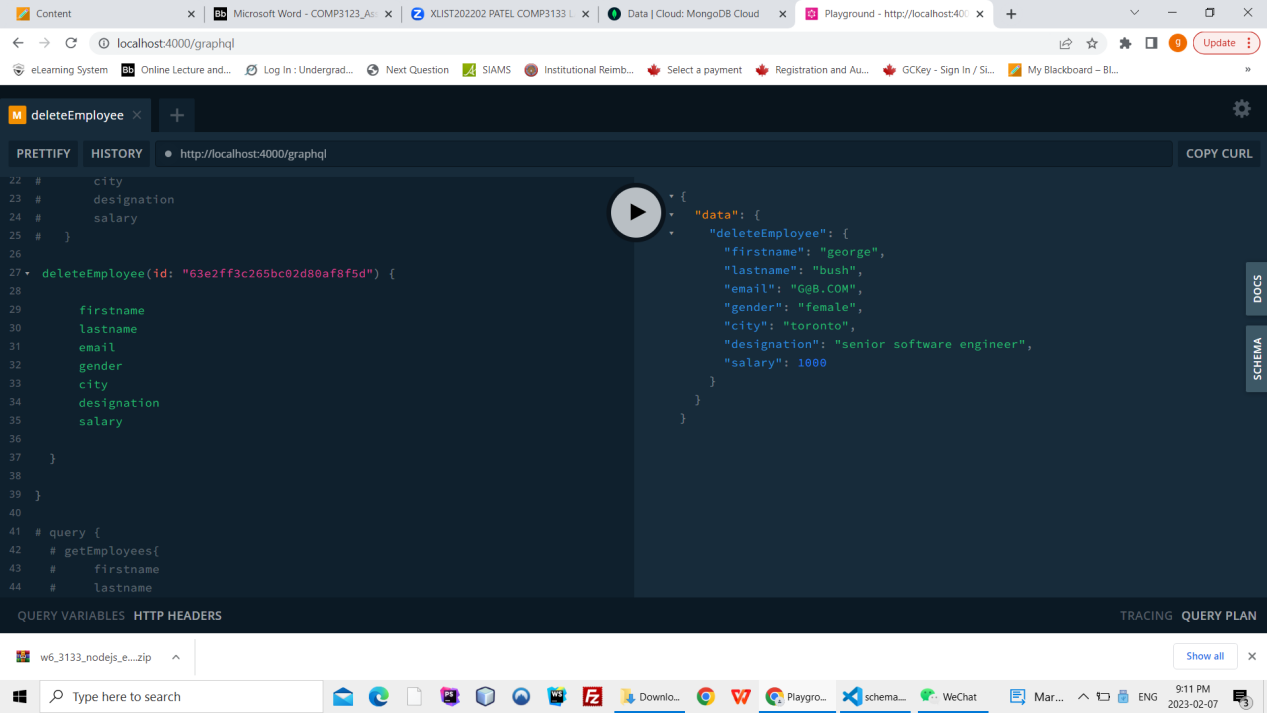 Content
Microsoft Word - COMP3123_As
XLIST202202 PATEL COMP3133 L
Data | Cloud: MongoDB Cloud
Playground - http://localhost:400
localhost:4000/graphql
g
Update
eLearning System
Bb
Online Lecture and...
Log In : Undergrad...
Next Question
SIAMS
Institutional Reimb...
Select a payment
Registration and Au...
GCKey - Sign In / Si...
My Blackboard – Bl...
»
M deleteEmployee
PRETTIFY
HISTORY
http://localhost:4000/graphql
COPY CURL
22 # city
23 # designation
24 # salary
25 # }
26
27 deleteEmployee(id: "63e2ff3c265bc02d80af8f5d") {
28
29 firstname
30 lastname
31 email
32 gender
33 city
34 designation
35 salary
36
37 }
38
39 }
40
41 # query {
42 # getEmployees{
43 # firstname
44 # lastname
{
"data": {
"deleteEmployee": {
"firstname": "george",
"lastname": "bush",
"email": "G@B.COM",
"gender": "female",
"city": "toronto",
"designation": "senior software engineer",
"salary": 1000
}
}
}
DOCS
SCHEMA
QUERY VARIABLES
HTTP HEADERS
TRACING
QUERY PLAN
w6_3133_nodejs_e....zip
Show all
Type here to search
PS
WS
FZ
Downlo...
Playgro...
schema....
WeChat
Mar...
ENG
9:11 PM
2023-02-07
3